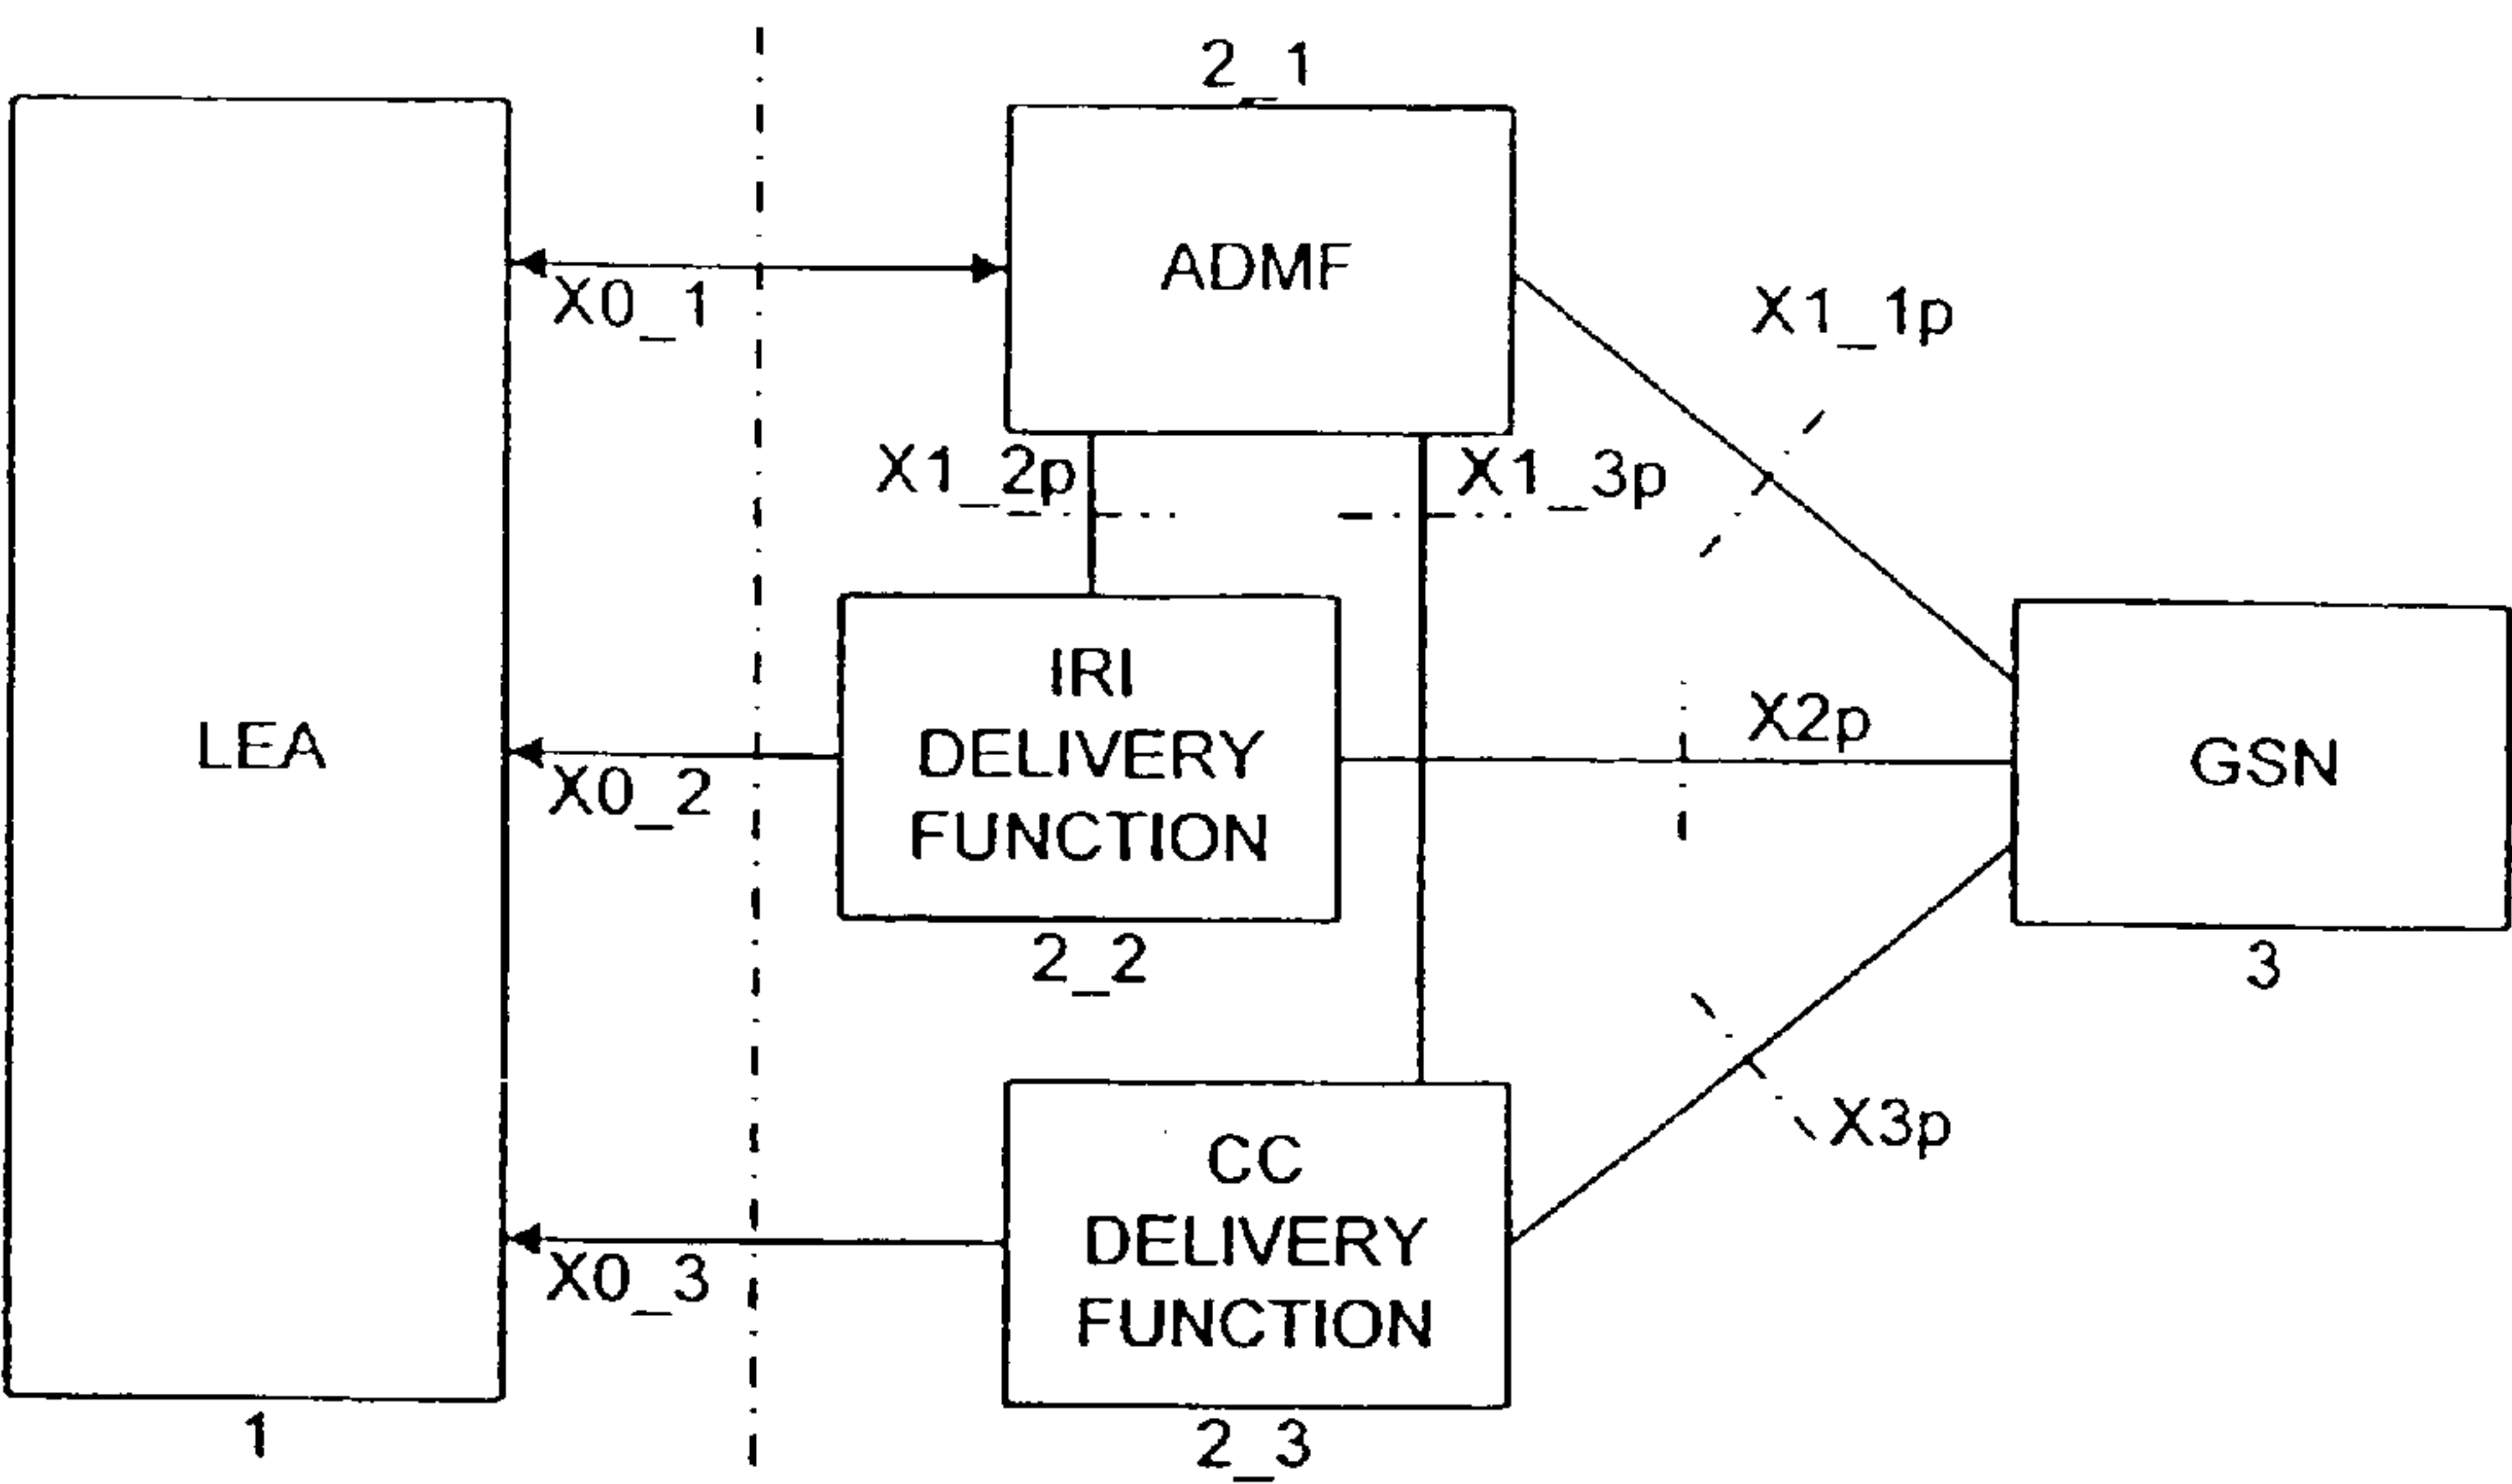 2_1
ADMF
X0_1
X1_1p
X1_2p
X1_3p
IRI
DELIVERY
FUNCTION
2_2
LEA
X0_2
X2p
GSN
3
CC
DELIVERY
FUNCTION
X3p
X0_3
1
2_3